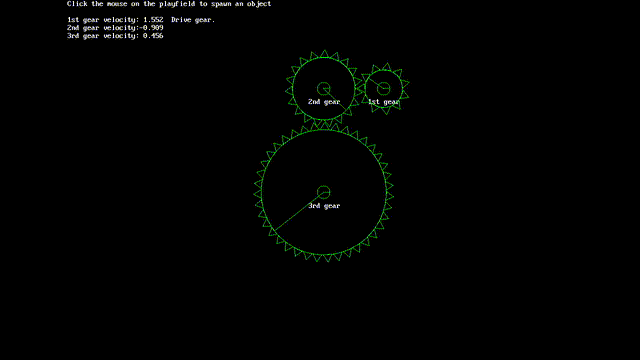 Click the mouse on the playfield to spawn an object
1st gear velocity: 1.552  Drive gear.
2nd gear velocity:-0.909
3rd gear velocity: 0.456
2nd gear
1st gear
3rd gear